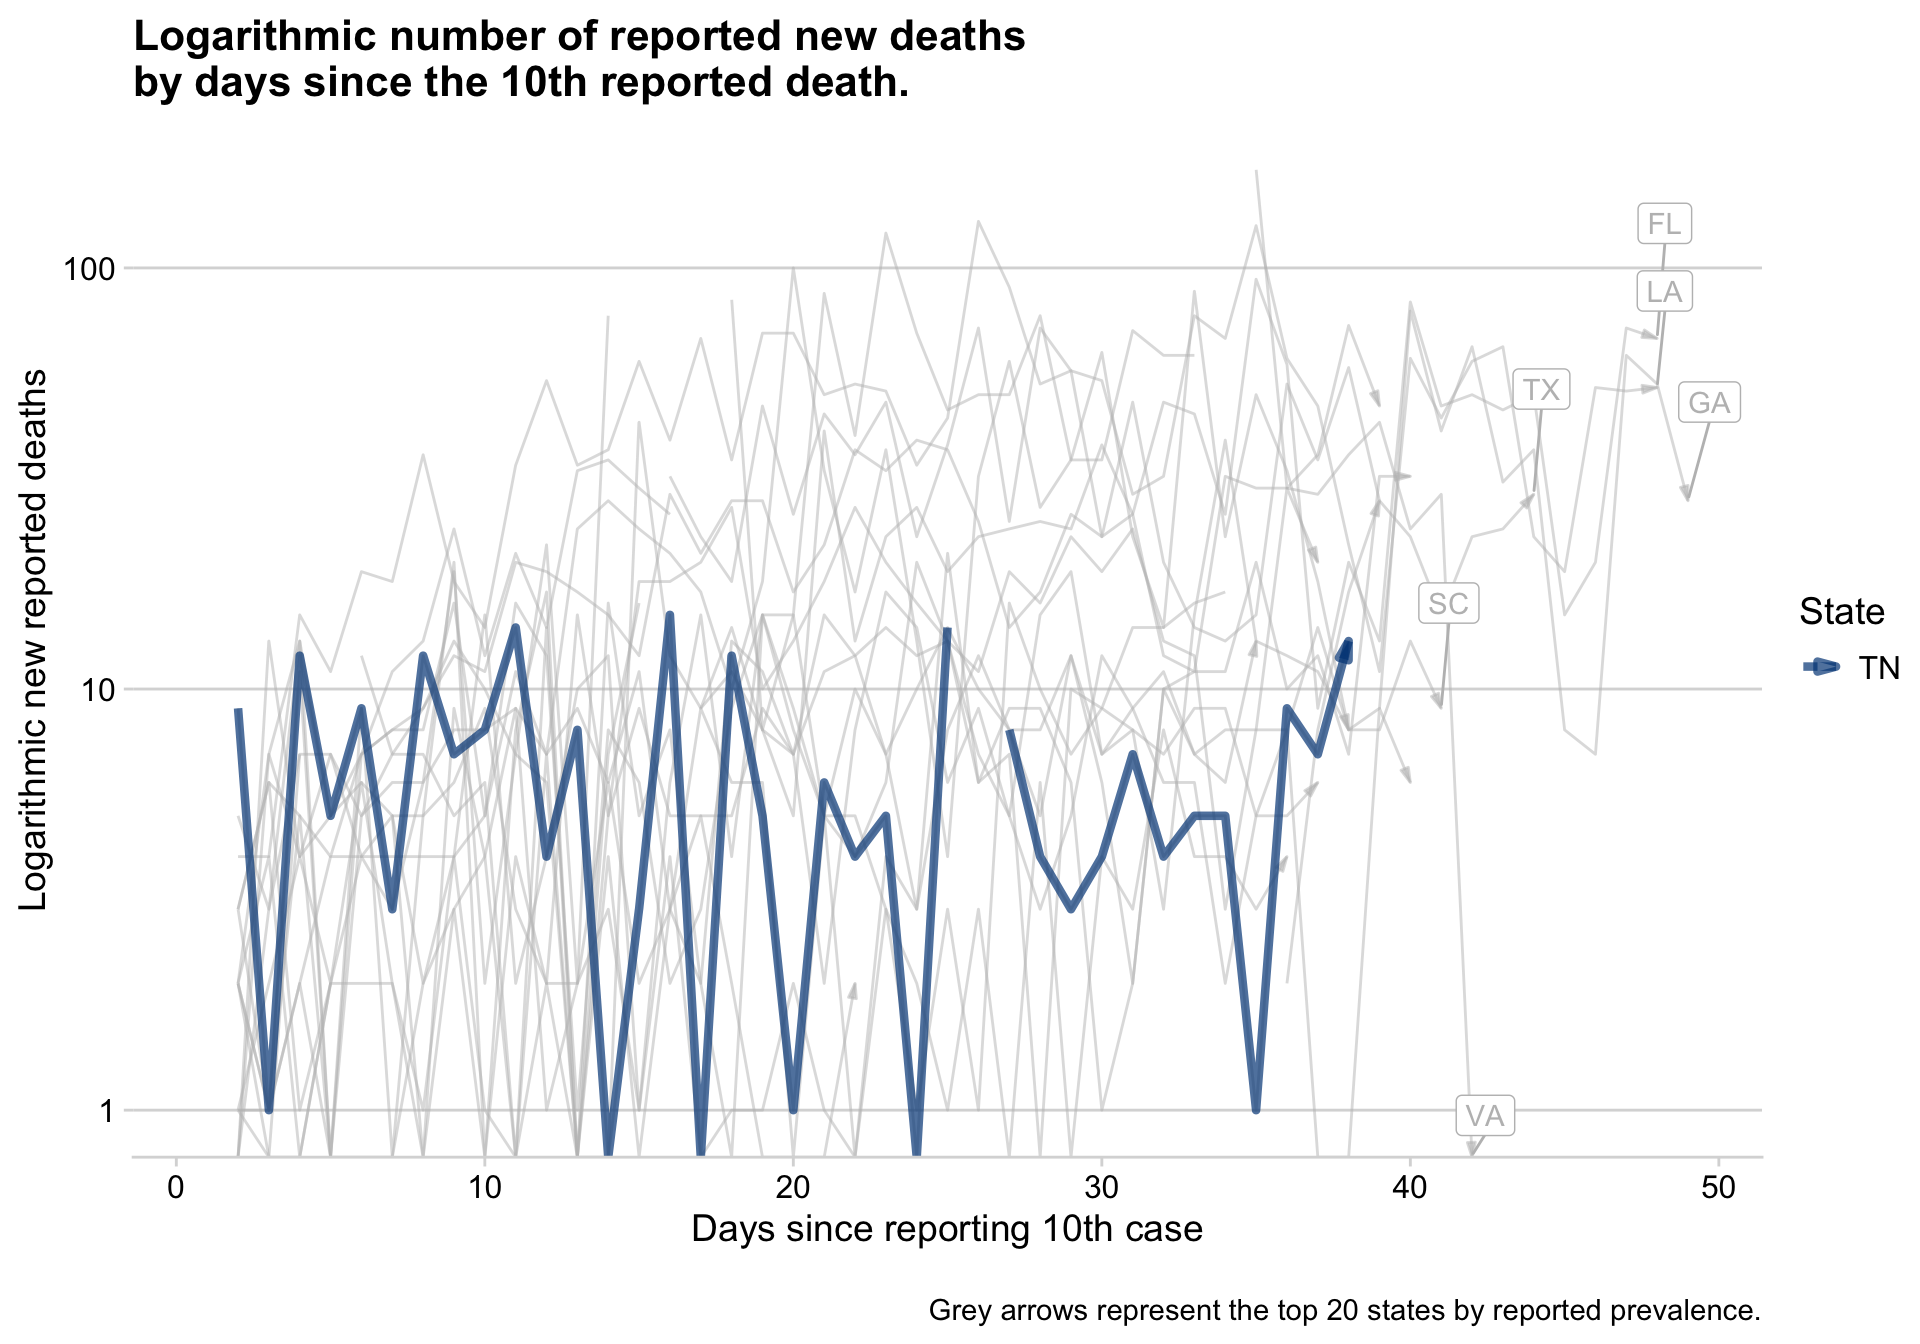 Logarithmic number of reported new deaths
by days since the 10th reported death.
Logarithmic new reported deaths
100
10
1
FL
LA
TX
GA
SC
VA
State
TN
0 10 20 30 40 50
Days since reporting 10th case
Grey arrows represent the top 20 states by reported prevalence.